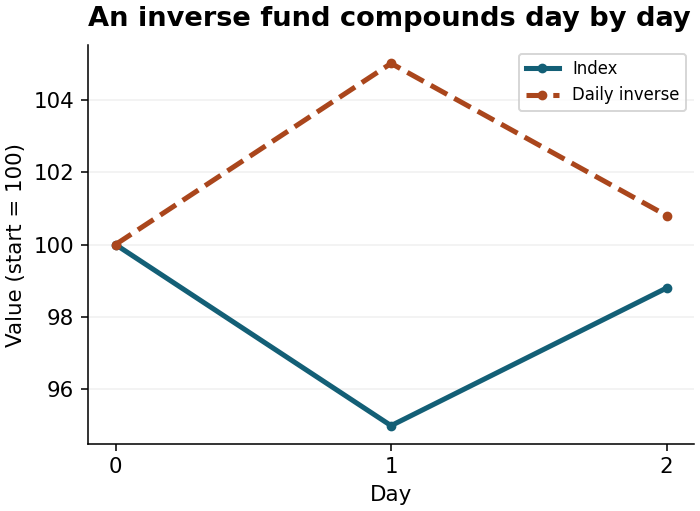 An inverse fund compounds day by day
Index
Daily inverse
Value (start = 100)
104
102
100
98
96
0
1
2
Day